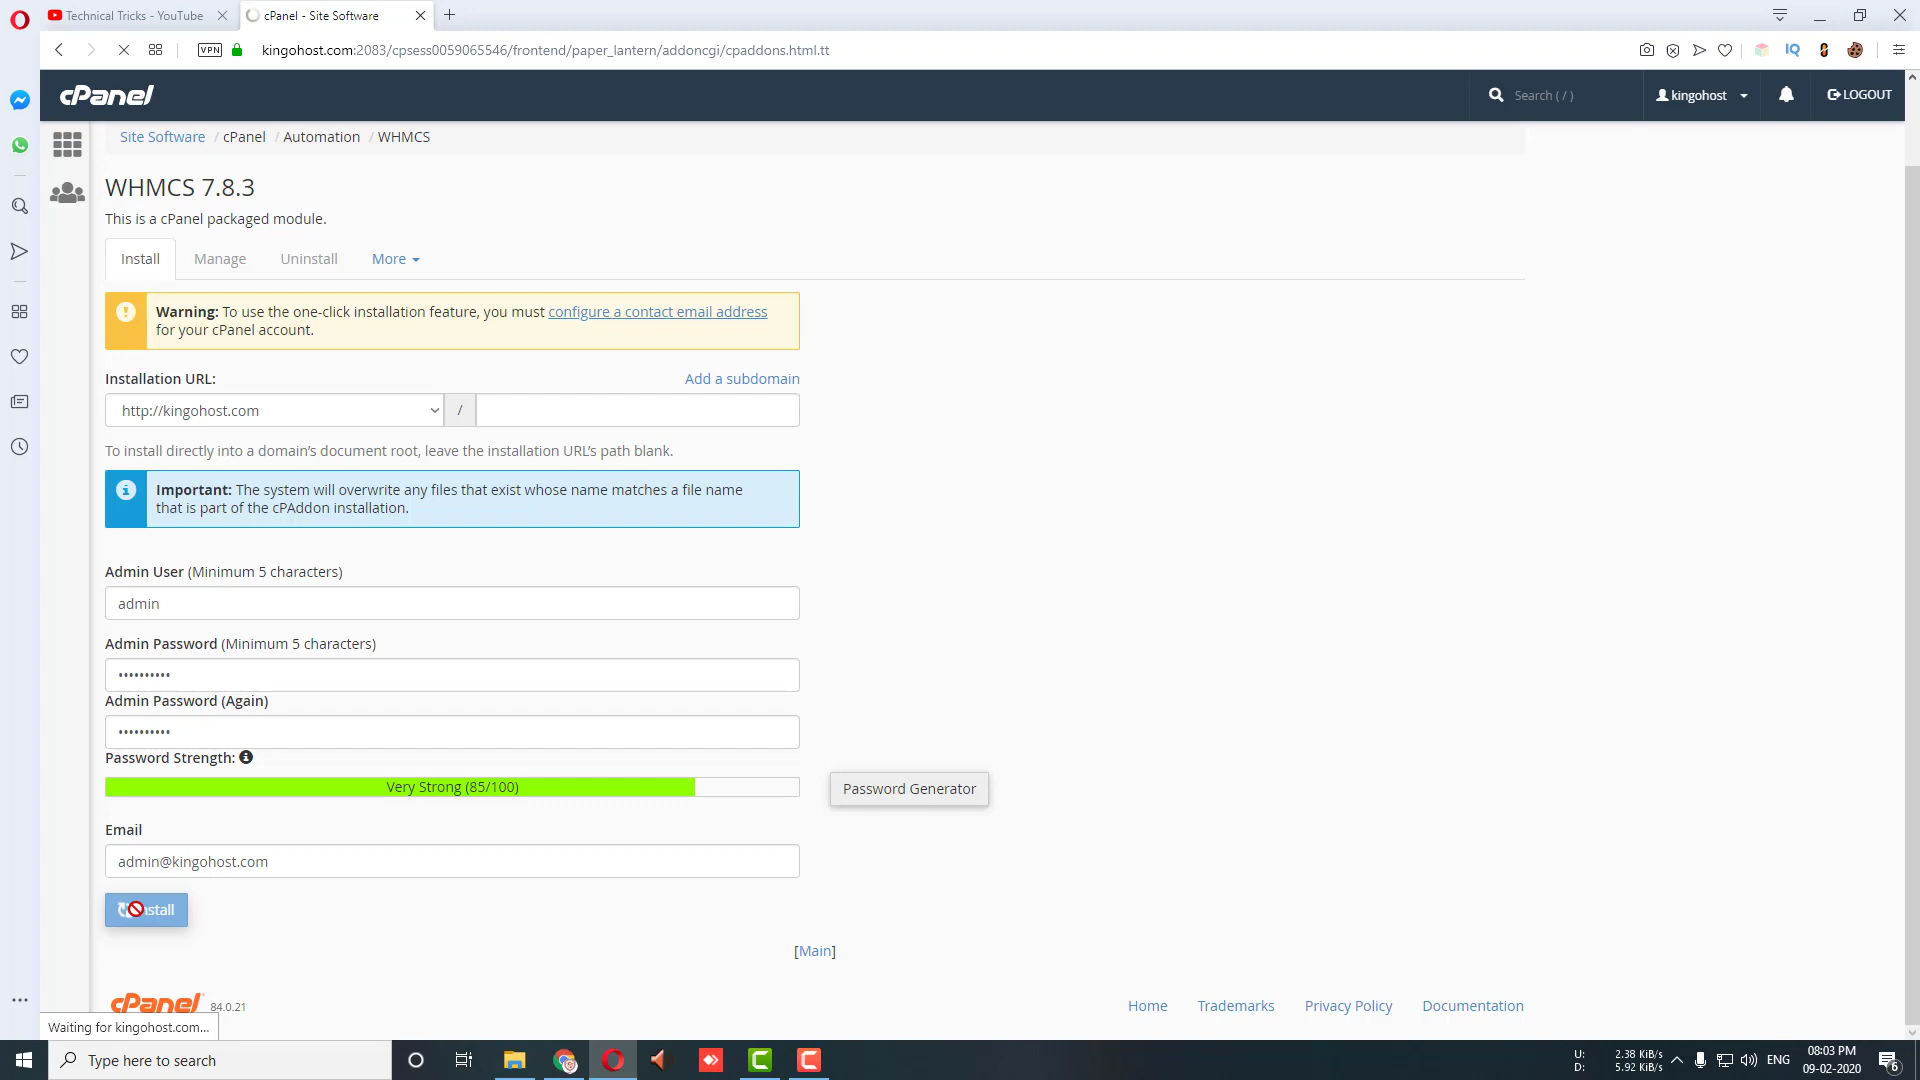 Technical Tricks - YouTube
cPanel - Site Software
VPN
kingohost.com:2083/cpsess0059065546/frontend/paper_lantern/addoncgi/cpaddons.html.tt
IQ
cPanel
Search ( / )
kingohost
LOGOUT
Site Software / cPanel / Automation / WHMCS
WHMCS 7.8.3
This is a cPanel packaged module.
Install
Manage
Uninstall
More
Warning: To use the one-click installation feature, you must configure a contact email address
for your cPanel account.
Installation URL:
Add a subdomain
http://kingohost.com
/
To install directly into a domain’s document root, leave the installation URL’s path blank.
Important: The system will overwrite any files that exist whose name matches a file name
that is part of the cPAddon installation.
Admin User (Minimum 5 characters)
admin
Admin Password (Minimum 5 characters)
••••••••••
Admin Password (Again)
••••••••••
Password Strength:
Very Strong (85/100)
Password Generator
Email
admin@kingohost.com
[Main]
cPanel 84.0.21
Home
Trademarks
Privacy Policy
Documentation
Waiting for kingohost.com...
Type here to search
U: 2.38 KiB/s
D: 5.92 KiB/s
ENG
08:03 PM
09-02-2020
6